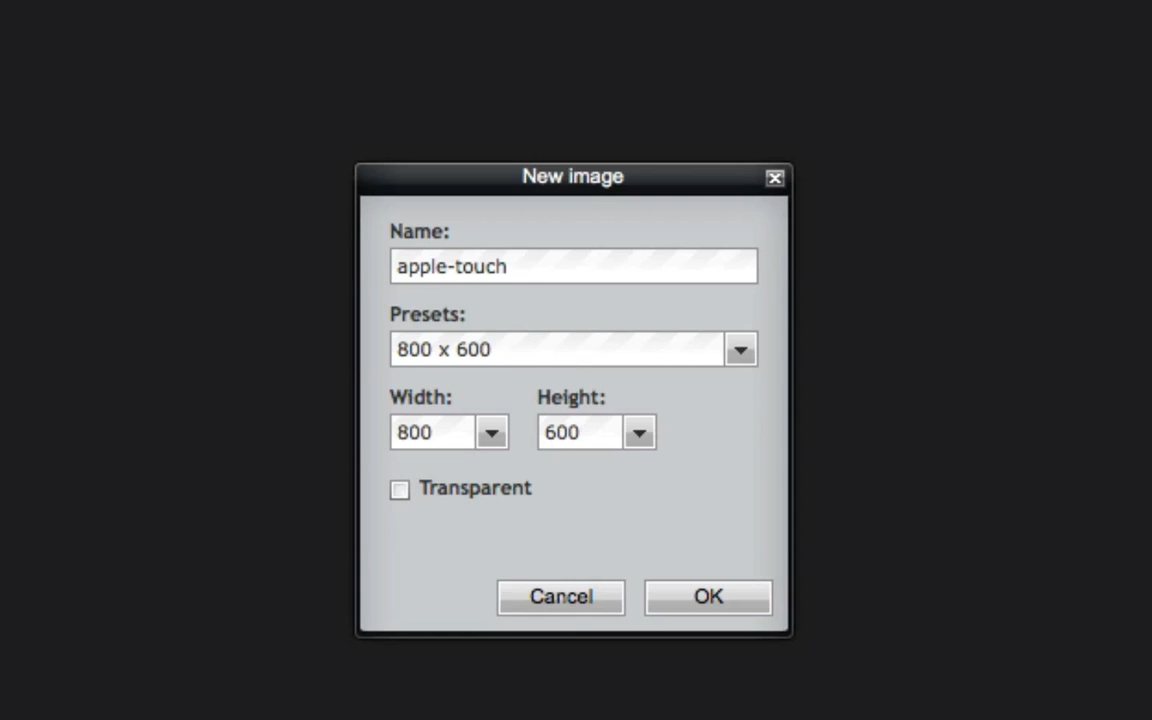 New image
Name:
apple-touch
Presets:
800 x 600
Width: Height:
800 600
Transparent
Cancel OK